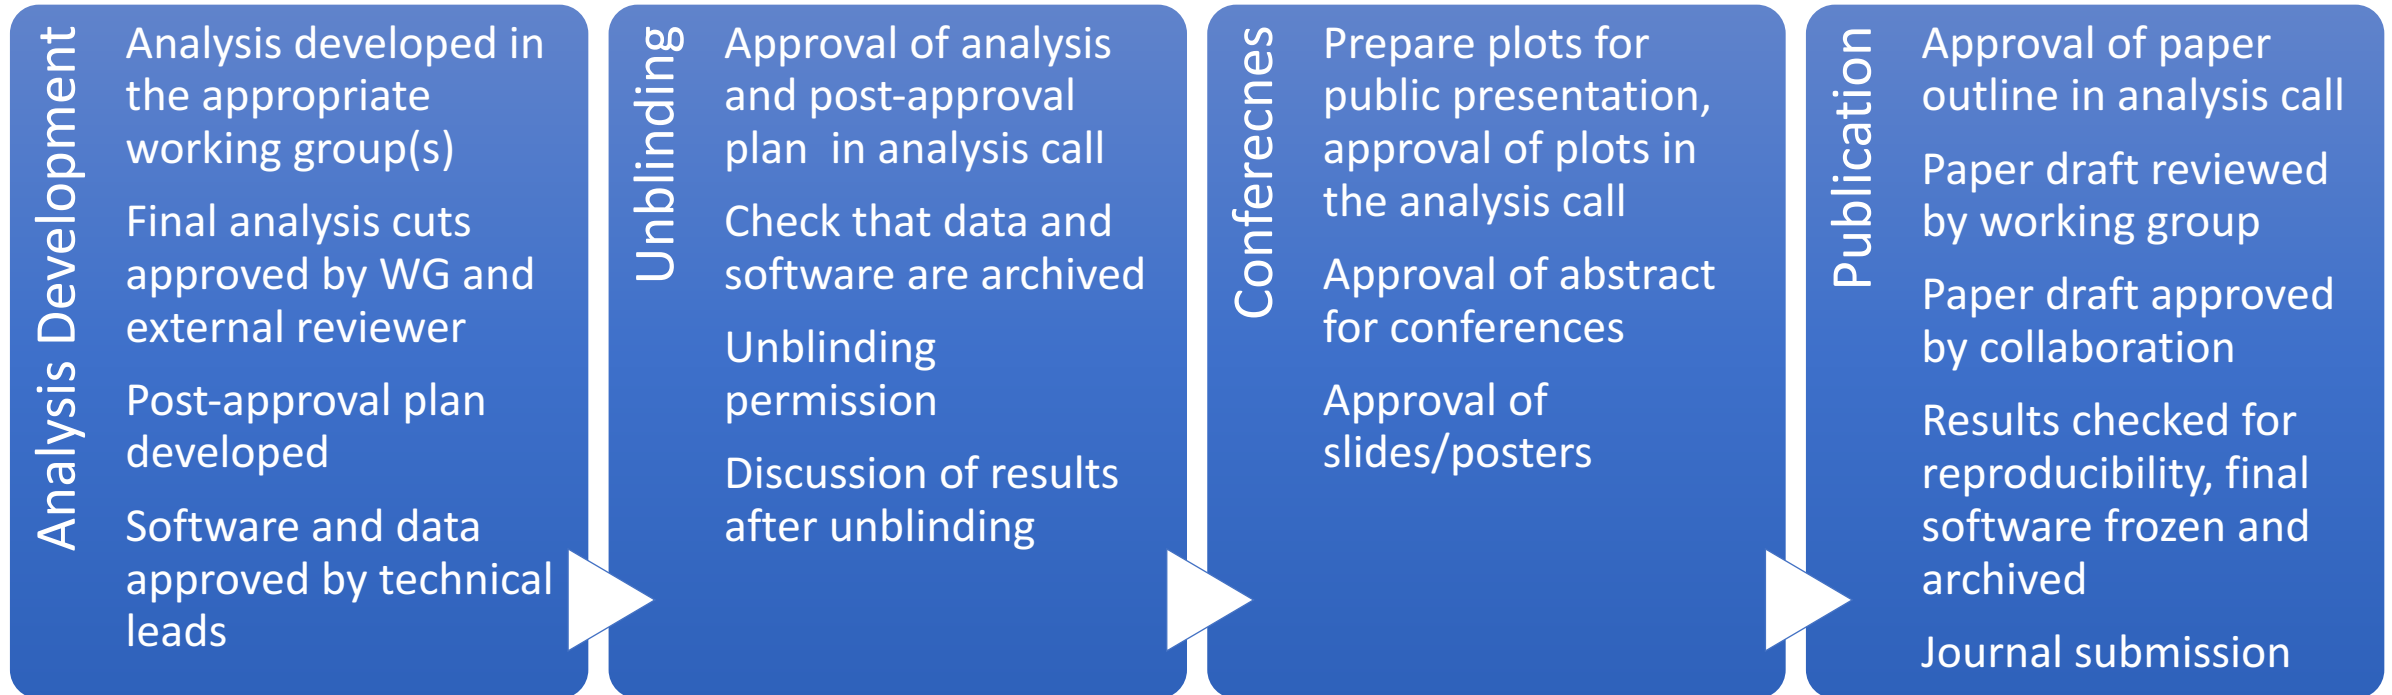 Analysis Development
Analysis developed in
the appropriate
working group(s)
Final analysis cuts
approved by WG and
external reviewer
Post-approval plan
developed
Software and data
approved by technical
leads
Unblinding
Approval of analysis
and post-approval
plan  in analysis call
Check that data and
software are archived
Unblinding
permission
Discussion of results
after unblinding
Conferecnes
Prepare plots for
public presentation,
approval of plots in
the analysis call
Approval of abstract
for conferences
Approval of
slides/posters
Publication
Approval of paper
outline in analysis call
Paper draft reviewed
by working group
Paper draft approved
by collaboration
Results checked for
reproducibility, final
software frozen and
archived
Journal submission